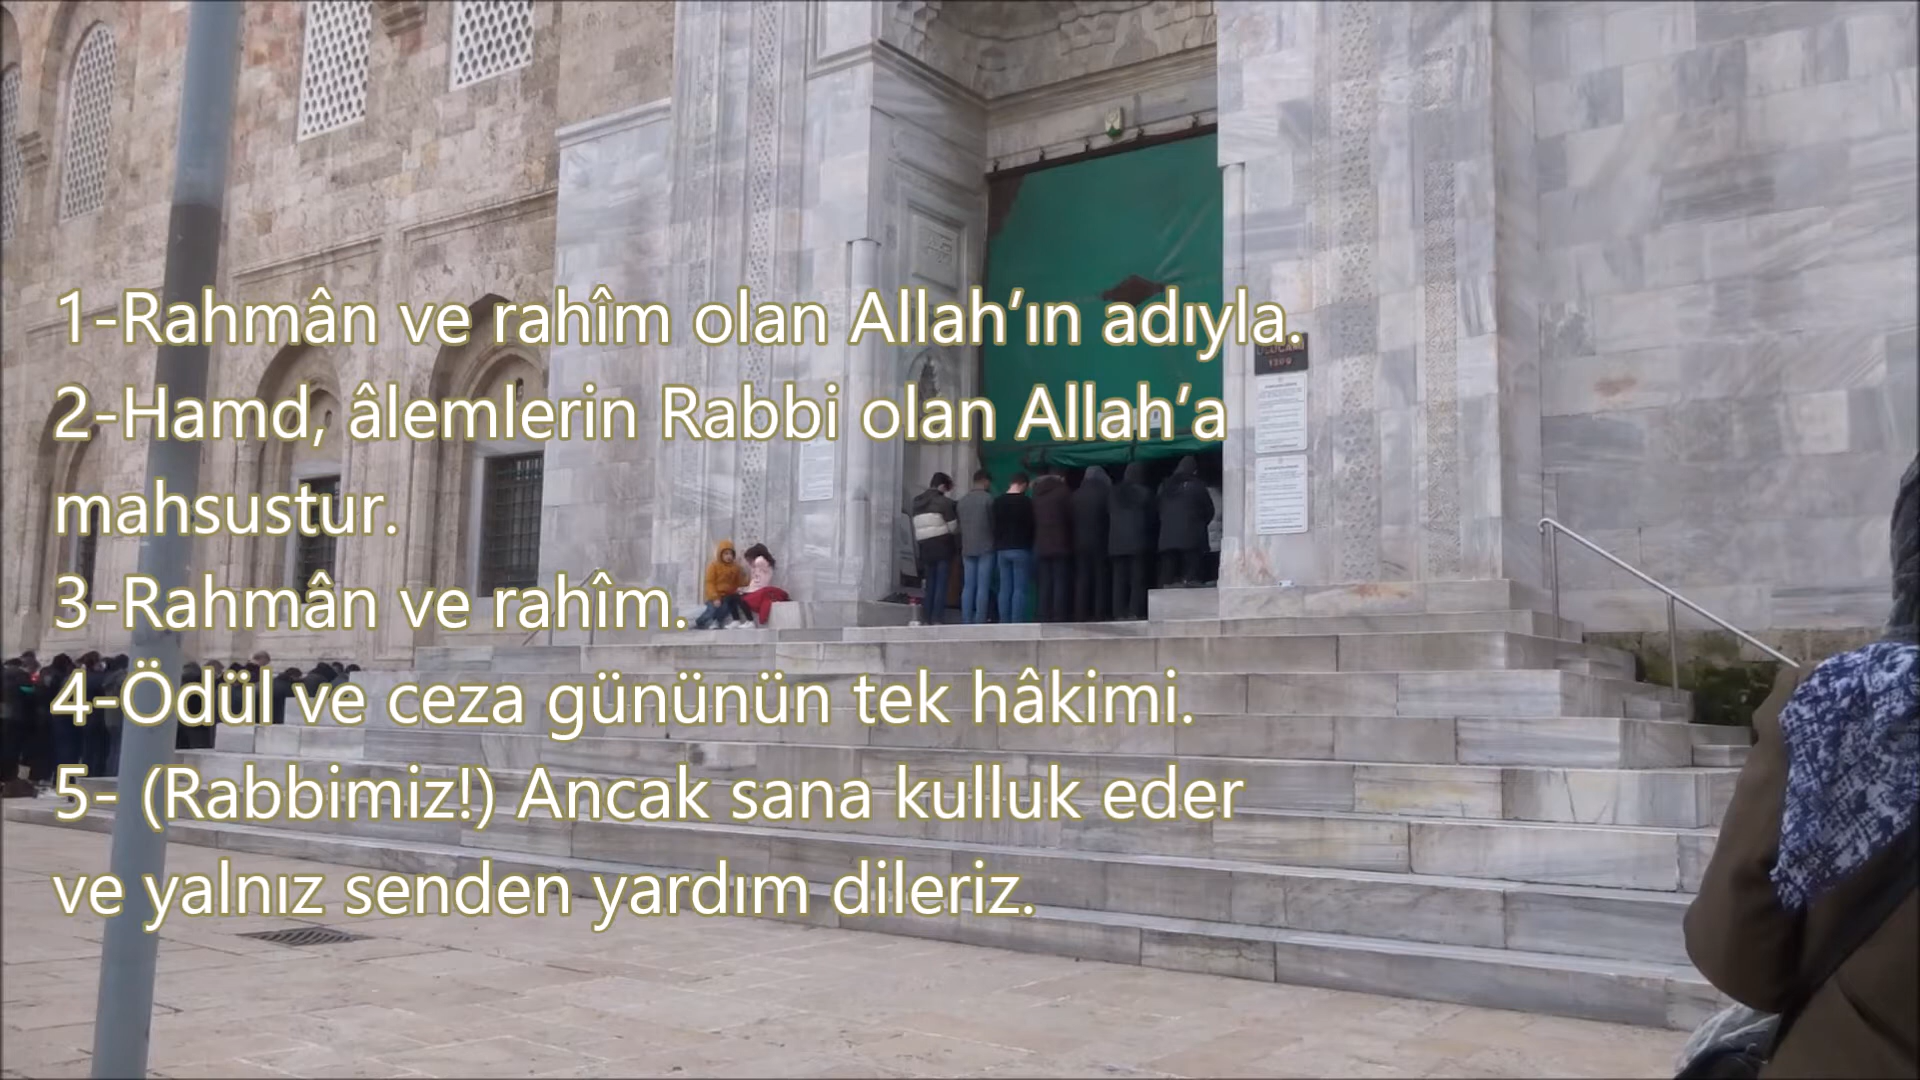 1-Rahmân ve rahîm olan Allah’ın adıyla.
2-Hamd, âlemlerin Rabbi olan Allah’a
mahsustur.
3-Rahmân ve rahîm.
4-Ödül ve ceza gününün tek hâkimi.
5- (Rabbimiz!) Ancak sana kulluk eder
ve yalnız senden yardım dileriz.
ULUCAMİ